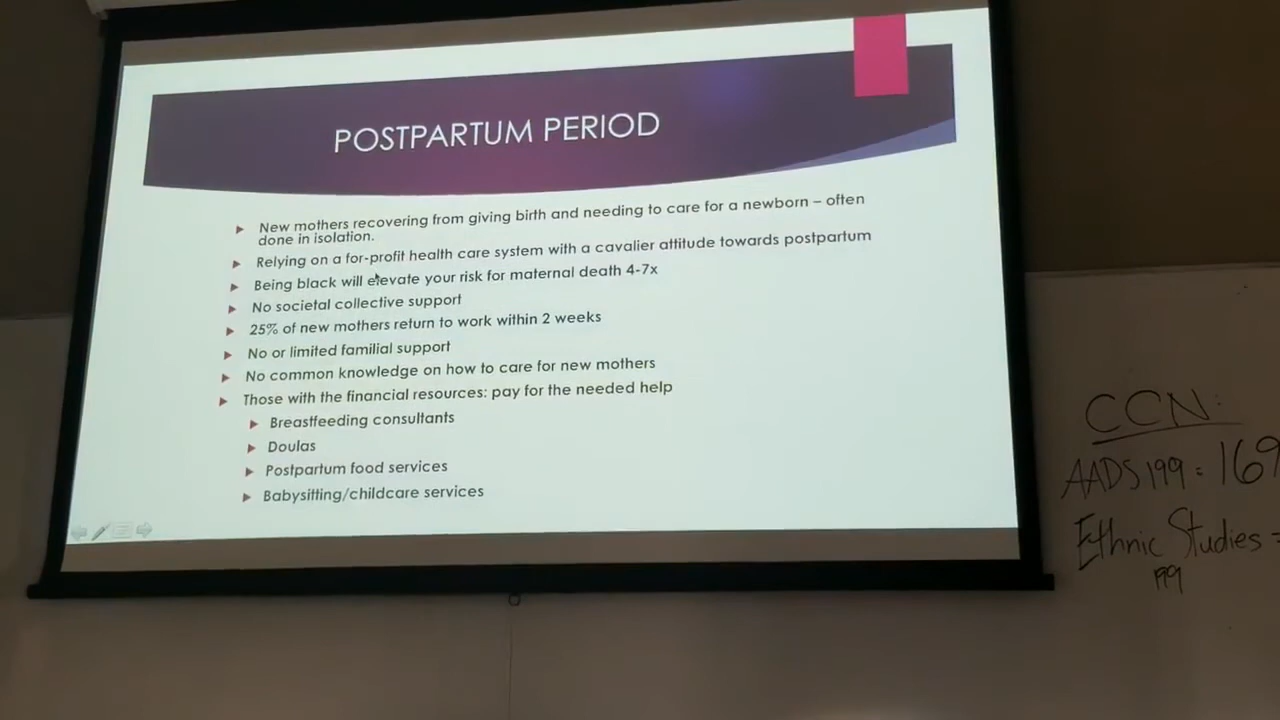 POSTPARTUM PERIOD
New mothers recovering from giving birth and needing to care for a newborn – often
done in isolation.
Relying on a for-profit health care system with a cavalier attitude towards postpartum
Being black will elevate your risk for maternal death 4-7x
No societal collective support
25% of new mothers return to work within 2 weeks
No or limited familial support
No common knowledge on how to care for new mothers
Those with the financial resources: pay for the needed help
Breastfeeding consultants
Doulas
Postpartum food services
Babysitting/childcare services
CCN:
AADS 199 = 169
Ethnic Studies =
199